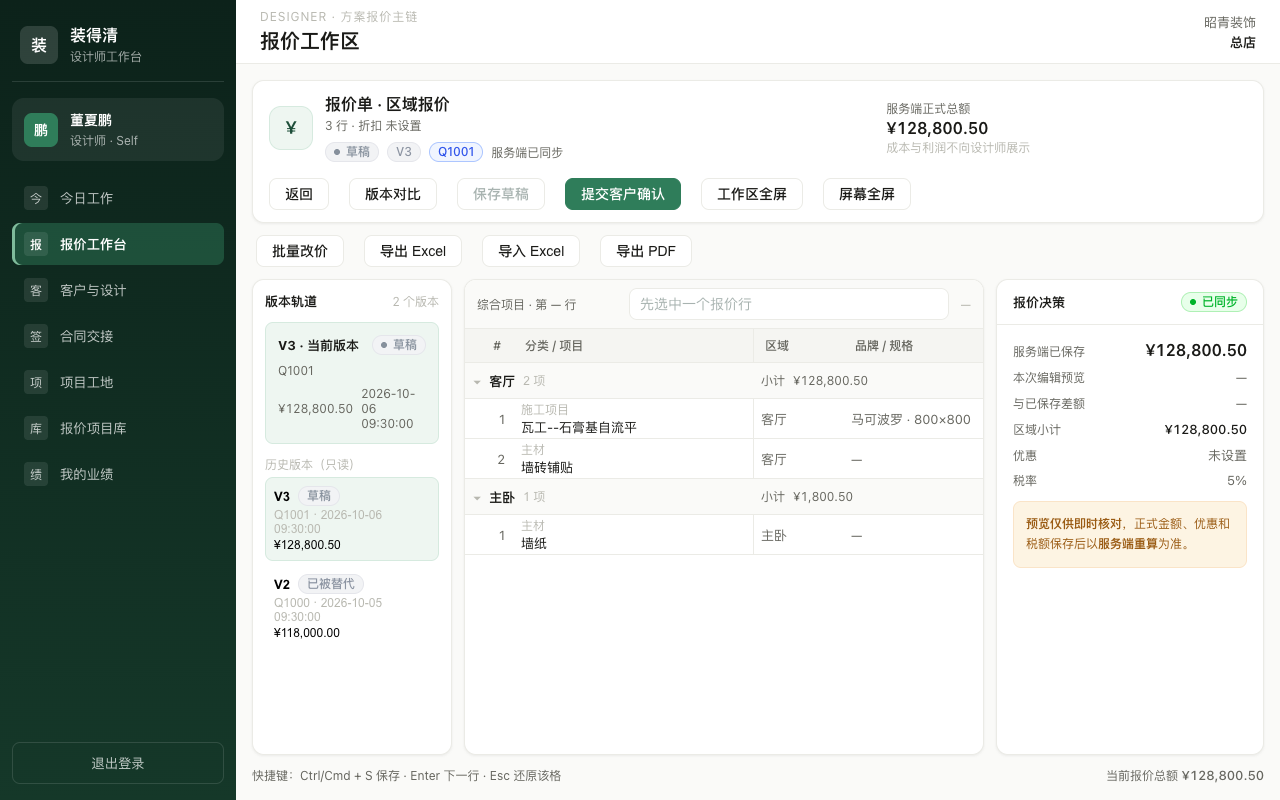 装
装得清
设计师工作台
鹏
董夏鹏
设计师 · Self
今 今日工作
报 报价工作台
客 客户与设计
签 合同交接
项 项目工地
库 报价项目库
绩 我的业绩
退出登录
DESIGNER · 方案报价主链
报价工作区
昭青装饰
总店
¥
报价单 · 区域报价
3 行 · 折扣 未设置
草稿 V3 Q1001 服务端已同步
服务端正式总额
¥128,800.50
成本与利润不向设计师展示
返回 版本对比 保存草稿 提交客户确认 工作区全屏 屏幕全屏
批量改价 导出 Excel 导入 Excel 导出 PDF
版本轨道 2 个版本
V3 · 当前版本 草稿
Q1001
¥128,800.50 2026-10-
06
09:30:00
历史版本（只读）
V3 草稿
Q1001 · 2026-10-06
09:30:00
¥128,800.50
V2 已被替代
Q1000 · 2026-10-05
09:30:00
¥118,000.00
综合项目 · 第 — 行 先选中一个报价行 —
# 分类 / 项目 区域 品牌 / 规格
客厅 2 项 小计 ¥128,800.50
施工项目
1 瓦工--石膏基自流平 客厅 马可波罗 · 800×800
主材
2 墙砖铺贴 客厅 —
主卧 1 项 小计 ¥1,800.50
主材
1 墙纸 主卧 —
报价决策 已同步
服务端已保存 ¥128,800.50
本次编辑预览 —
与已保存差额 —
区域小计 ¥128,800.50
优惠 未设置
税率 5%
预览仅供即时核对，正式金额、优惠和
税额保存后以服务端重算为准。
快捷键：Ctrl/Cmd + S 保存 · Enter 下一行 · Esc 还原该格
当前报价总额 ¥128,800.50